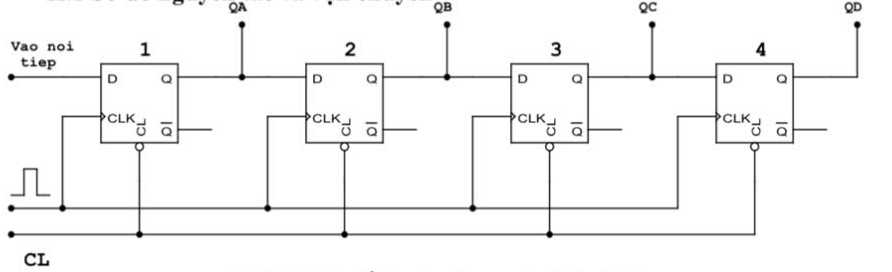 QA QB QC QD
Vao noi
tiep
1 2 3 4
D Q D Q D Q D Q
CLK CLK CLK CLK
CL Q CL Q CL Q CL Q
CL